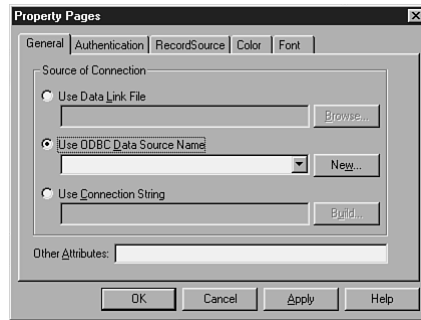 Property Pages
General Authentication RecordSource Color Font
Source of Connection
Use Data Link File
Browse...
Use ODBC Data Source Name
New...
Use Connection String
Build...
Other Attributes:
OK Cancel Apply Help